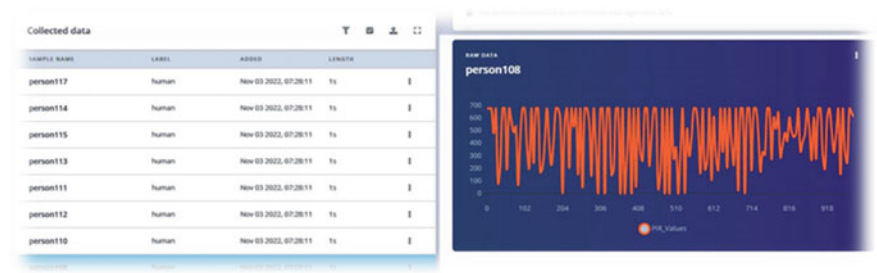 Collected data
SAMPLE NAME LABEL ADDED LENGTH
person117 human Nov 03 2022, 07:28:11 1s
person114 human Nov 03 2022, 07:28:11 1s
person115 human Nov 03 2022, 07:28:11 1s
person113 human Nov 03 2022, 07:28:11 1s
person111 human Nov 03 2022, 07:28:11 1s
person112 human Nov 03 2022, 07:28:11 1s
person110 human Nov 03 2022, 07:28:11 1s
RAW DATA
person108
700
600
500
400
300
200
100
0
0 102 204 306 408 510 612 714 816 918
PIR_Values